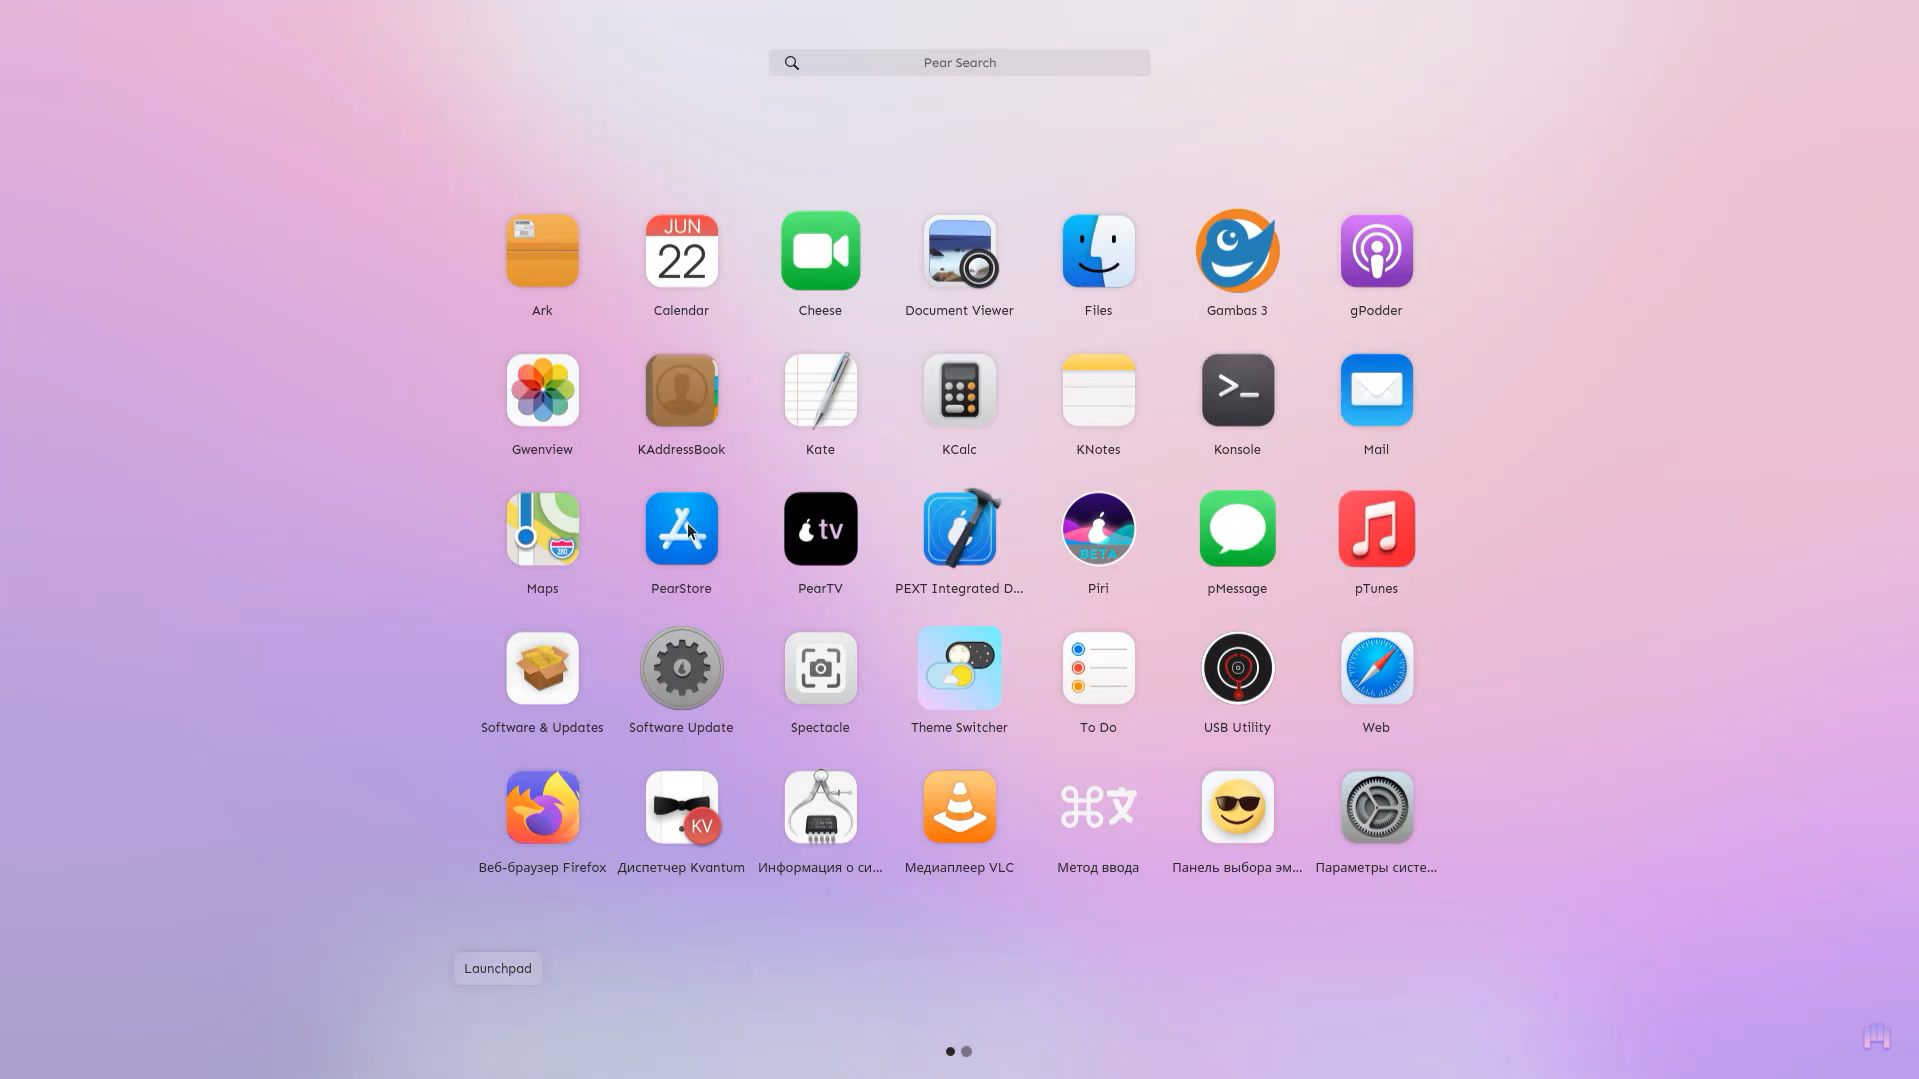 Pear Search
JUN
22
Ark
Calendar
Cheese
Document Viewer
Files
Gambas 3
gPodder
>_
Gwenview
KAddressBook
Kate
KCalc
KNotes
Konsole
Mail
280
tv
BETA
Maps
PearStore
PearTV
PEXT Integrated D...
Piri
pMessage
pTunes
Software & Updates
Software Update
Spectacle
Theme Switcher
To Do
USB Utility
Web
KV
⌘文
Веб-браузер Firefox
Диспетчер Kvantum
Информация о си...
Медиаплеер VLC
Метод ввода
Панель выбора эм...
Параметры систе...
Launchpad